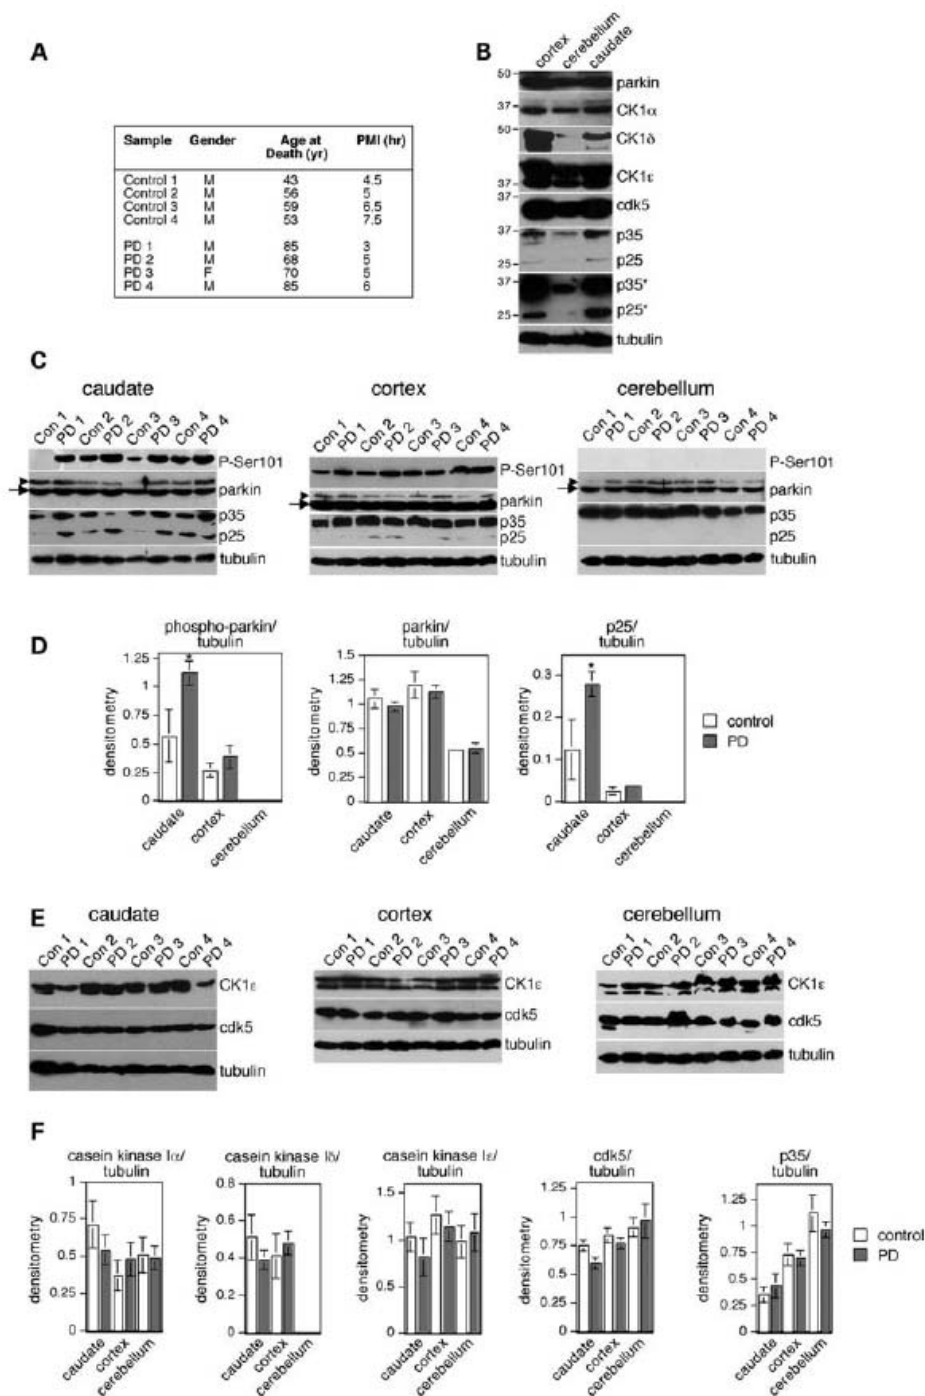 A
Sample Gender Age at Death (yr) PMI (hr)
Control 1 M 43 4.5
Control 2 M 56 5
Control 3 M 59 6.5
Control 4 M 53 7.5
PD 1 M 85 3
PD 2 M 68 5
PD 3 F 70 5
PD 4 M 85 6
B
cortex cerebellum caudate
50 parkin
37 CK1α
50 CK1δ
37 CK1ε
37 cdk5
37 p35
25 p25
37 p35*
25 p25*
tubulin
C
caudate
Con 1 PD 1 Con 2 PD 2 Con 3 PD 3 Con 4 PD 4
P-Ser101
parkin
p35
p25
tubulin
cortex
Con 1 PD 1 Con 2 PD 2 Con 3 PD 3 Con 4 PD 4
P-Ser101
parkin
p35
p25
tubulin
cerebellum
Con 1 PD 1 Con 2 PD 2 Con 3 PD 3 Con 4 PD 4
P-Ser101
parkin
p35
p25
tubulin
D
phospho-parkin/
tubulin
densitometry
1.25
1
0.75
0.5
0.25
0
caudate cortex cerebellum
parkin/
tubulin
densitometry
1.5
1
0.5
0
caudate cortex cerebellum
p25/
tubulin
densitometry
0.3
0.2
0.1
0
caudate cortex cerebellum
control
PD
E
caudate
Con 1 PD 1 Con 2 PD 2 Con 3 PD 3 Con 4 PD 4
CK1ε
cdk5
tubulin
cortex
Con 1 PD 1 Con 2 PD 2 Con 3 PD 3 Con 4 PD 4
CK1ε
cdk5
tubulin
cerebellum
Con 1 PD 1 Con 2 PD 2 Con 3 PD 3 Con 4 PD 4
CK1ε
cdk5
tubulin
F
casein kinase Iα/
tubulin
densitometry
1
0.75
0.5
0.25
0
caudate cortex cerebellum
casein kinase Iδ/
tubulin
densitometry
0.8
0.6
0.4
0.2
0
caudate cortex cerebellum
casein kinase Iε/
tubulin
densitometry
1.5
1
0.5
0
caudate cortex cerebellum
cdk5/
tubulin
densitometry
1.25
1
0.75
0.5
0.25
0
caudate cortex cerebellum
p35/
tubulin
densitometry
1.25
1
0.75
0.5
0.25
0
caudate cortex cerebellum
control
PD